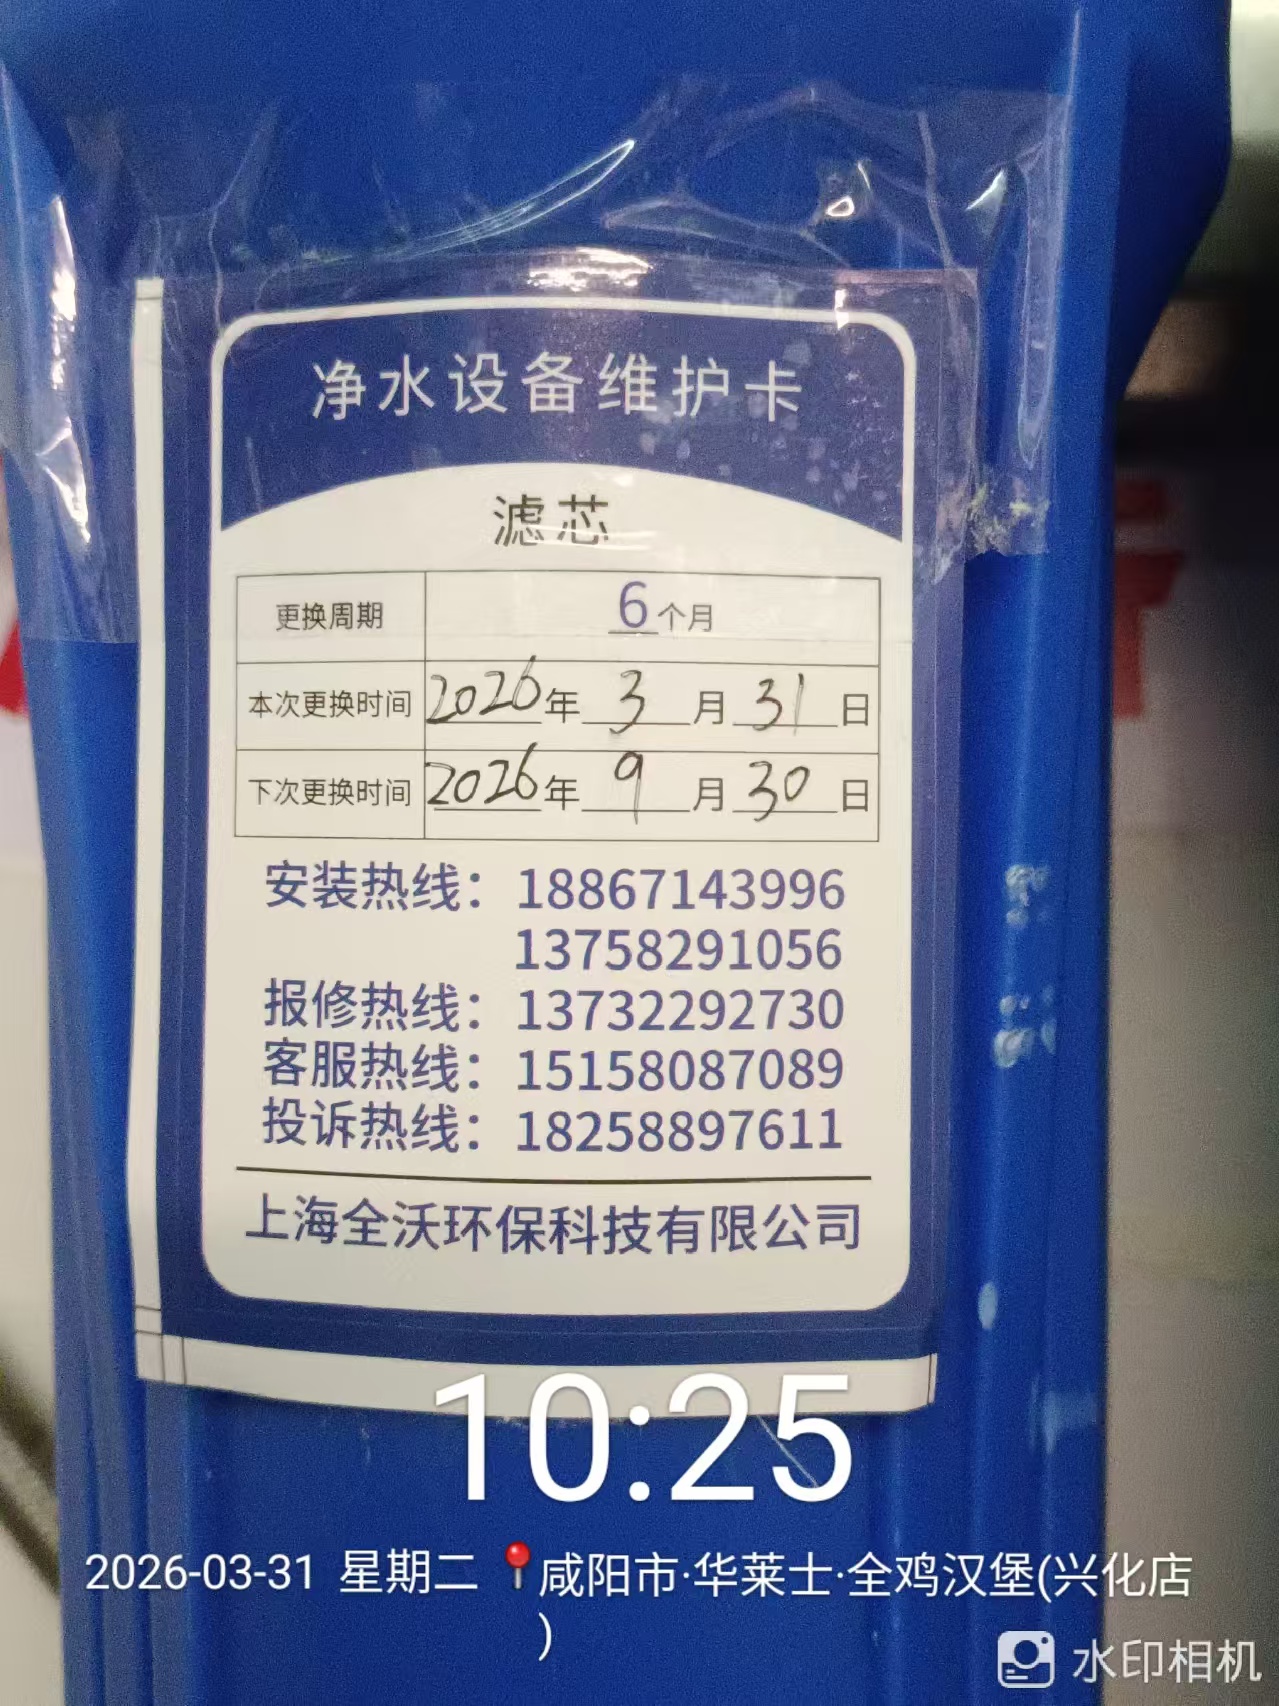 净水设备维护卡
滤芯
更换周期 6个月
本次更换时间 2026年3月31日
下次更换时间 2026年9月30日
安装热线：18867143996
13758291056
报修热线：13732292730
客服热线：15158087089
投诉热线：18258897611
上海全沃环保科技有限公司
10:25
2026-03-31 星期二 📍咸阳市·华莱士·全鸡汉堡(兴化店
)
水印相机